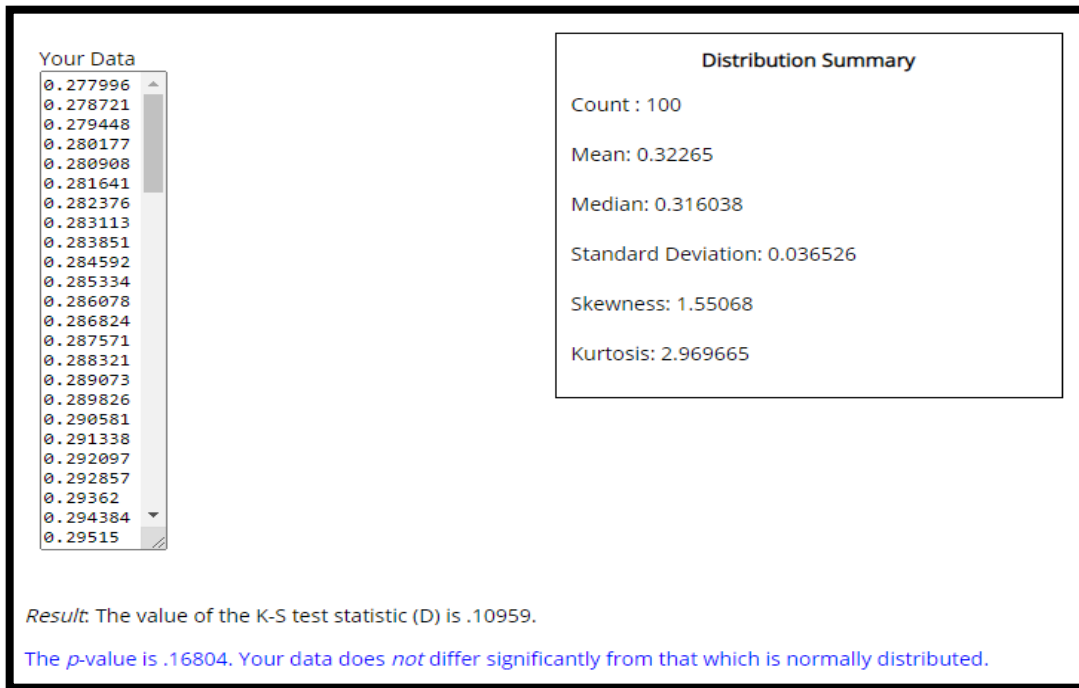 Your Data
0.277996
0.278721
0.279448
0.280177
0.280908
0.281641
0.282376
0.283113
0.283851
0.284592
0.285334
0.286078
0.286824
0.287571
0.288321
0.289073
0.289826
0.290581
0.291338
0.292097
0.292857
0.29362
0.294384
0.29515
Distribution Summary
Count : 100
Mean: 0.32265
Median: 0.316038
Standard Deviation: 0.036526
Skewness: 1.55068
Kurtosis: 2.969665
Result: The value of the K-S test statistic (D) is .10959.
The p-value is .16804. Your data does not differ significantly from that which is normally distributed.